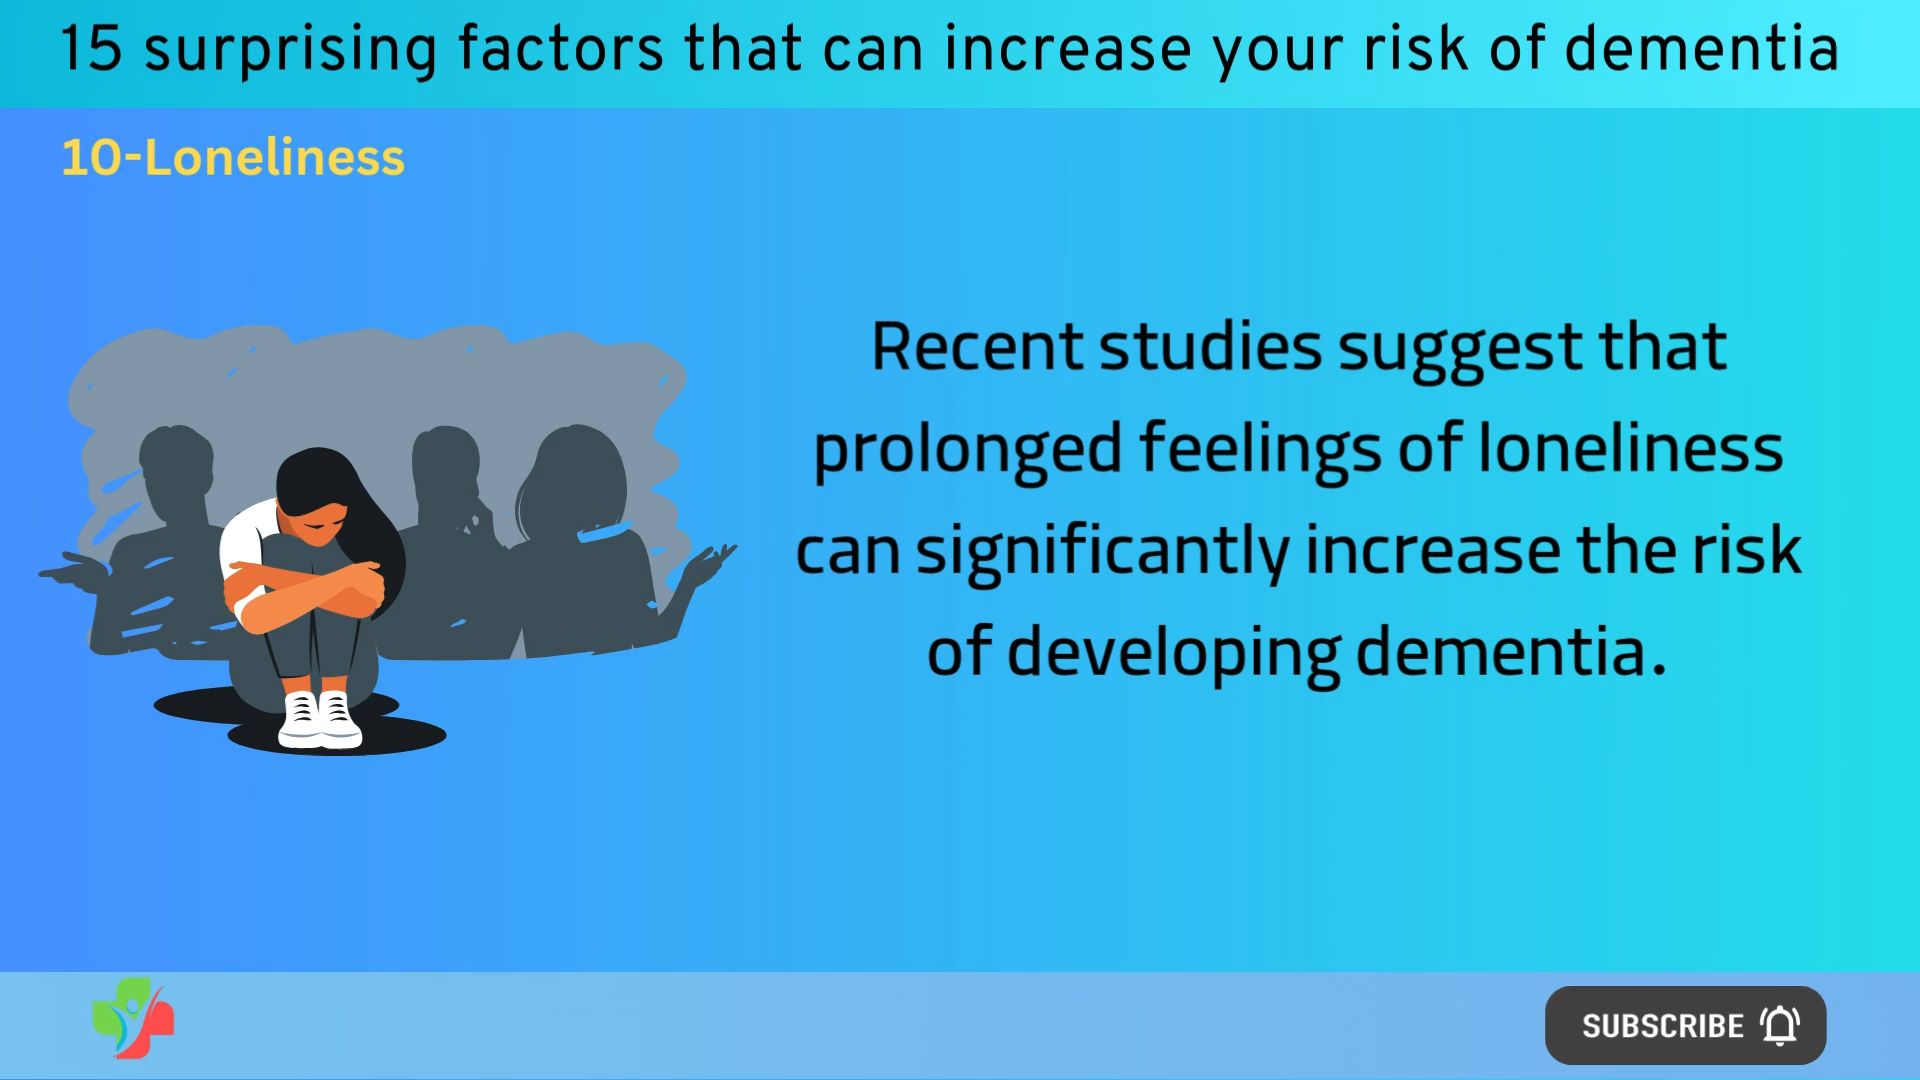 15 surprising factors that can increase your risk of dementia
10-Loneliness
Recent studies suggest that
prolonged feelings of loneliness
can significantly increase the risk
of developing dementia.
SUBSCRIBE